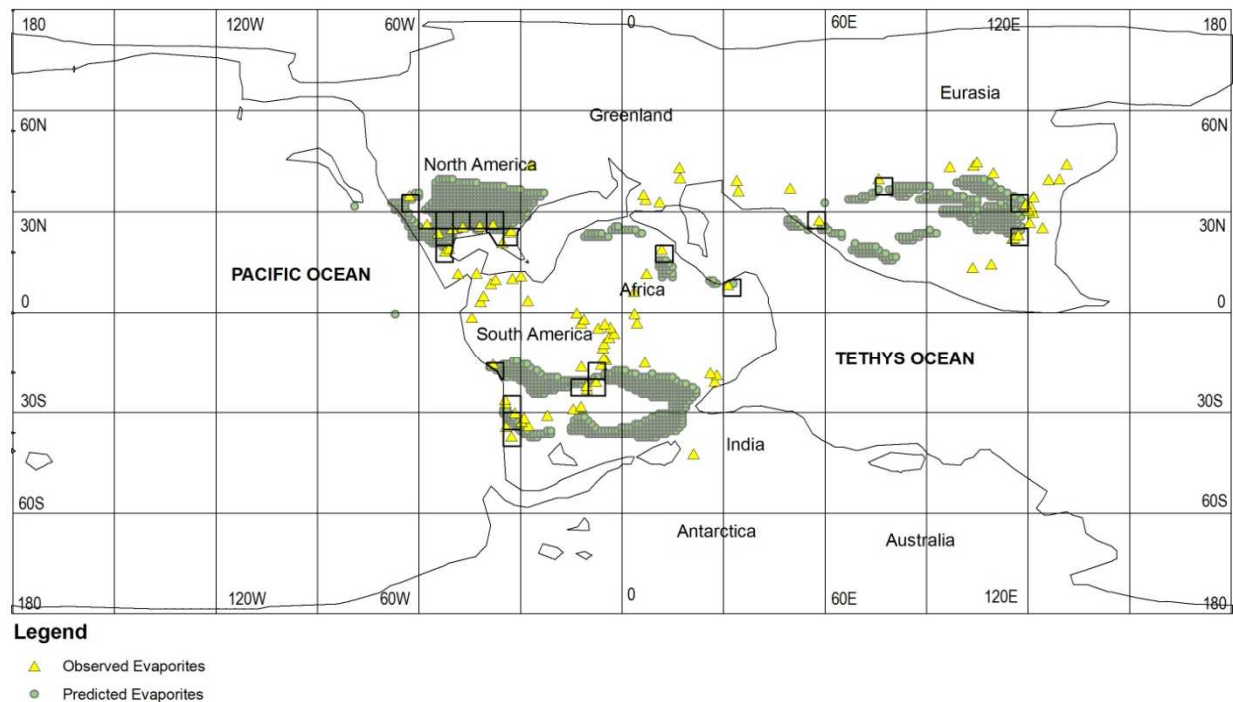 180 120W 60W 0 60E 120E 180
Eurasia
60N Greenland 60N
North America
30N 30N
PACIFIC OCEAN Africa
0 0
South America TETHYS OCEAN
30S 30S
India
60S 60S
Antarctica Australia
180 120W 60W 0 60E 120E 180
Legend
Observed Evaporites
Predicted Evaporites